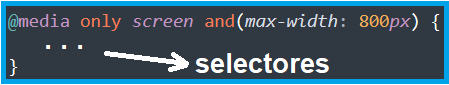 @media only screen and(max-width: 800px) {
...
selectores
}